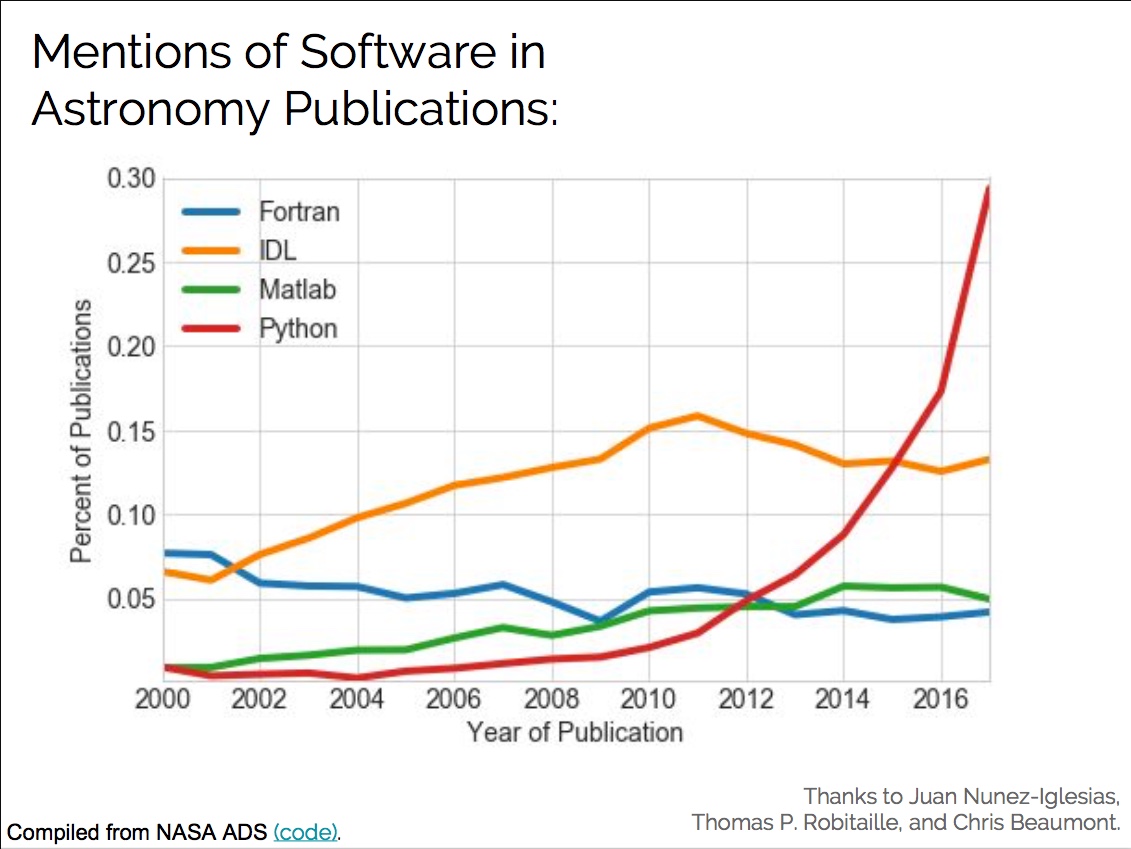 Mentions of Software in
Astronomy Publications:
0.30
0.25
0.20
0.15
0.10
0.05
Percent of Publications
Fortran
IDL
Matlab
Python
2000 2002 2004 2006 2008 2010 2012 2014 2016
Year of Publication
Thanks to Juan Nunez-Iglesias,
Thomas P. Robitaille, and Chris Beaumont.
Compiled from NASA ADS (code).